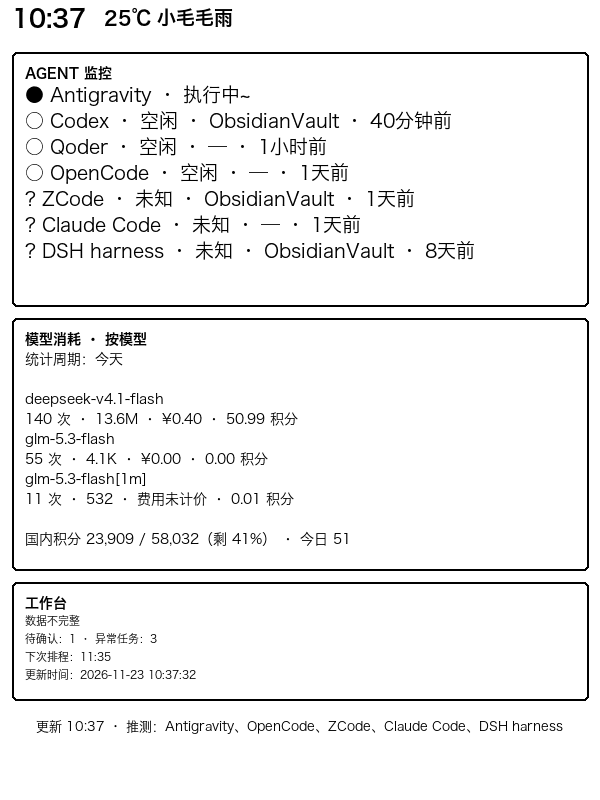 10:37 25℃ 小毛毛雨
AGENT 监控
● Antigravity · 执行中~
○ Codex · 空闲 · ObsidianVault · 40分钟前
○ Qoder · 空闲 · — · 1小时前
○ OpenCode · 空闲 · — · 1天前
? ZCode · 未知 · ObsidianVault · 1天前
? Claude Code · 未知 · — · 1天前
? DSH harness · 未知 · ObsidianVault · 8天前
模型消耗 · 按模型
统计周期：今天
deepseek-v4.1-flash
140 次 · 13.6M · ¥0.40 · 50.99 积分
glm-5.3-flash
55 次 · 4.1K · ¥0.00 · 0.00 积分
glm-5.3-flash[1m]
11 次 · 532 · 费用未计价 · 0.01 积分
国内积分 23,909 / 58,032（剩 41%） · 今日 51
工作台
数据不完整
待确认：1 · 异常任务：3
下次排程：11:35
更新时间：2026-11-23 10:37:32
更新 10:37 · 推测：Antigravity、OpenCode、ZCode、Claude Code、DSH harness